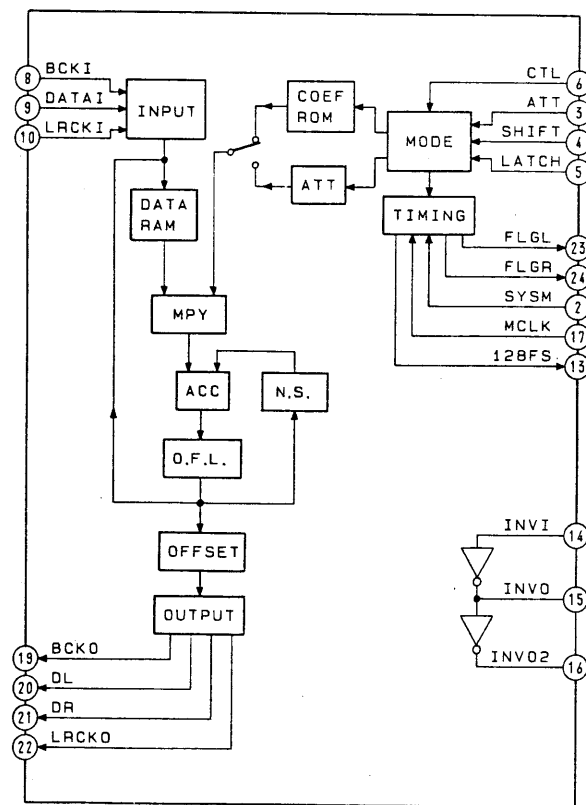 8 BCKI
9 DATAI
10 LRCKI
INPUT
COEF
ROM
MODE
ATT
TIMING
CTL 6
ATT 3
SHIFT 4
LATCH 5
DATA
RAM
FLGL 23
FLGR 24
SYSM 2
MCLK 17
128FS 13
MPY
ACC
N.S.
O.F.L.
OFFSET
OUTPUT
INVI 14
INVO 15
INVO2 16
19 BCKO
20 DL
21 DR
22 LRCKO